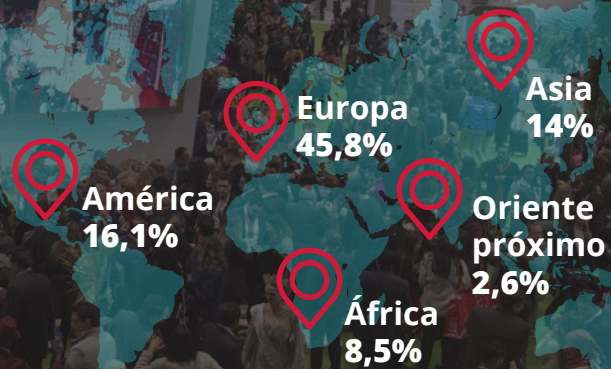 Asia
14%
Europa
45,8%
América
16,1%
Oriente
próximo
2,6%
África
8,5%